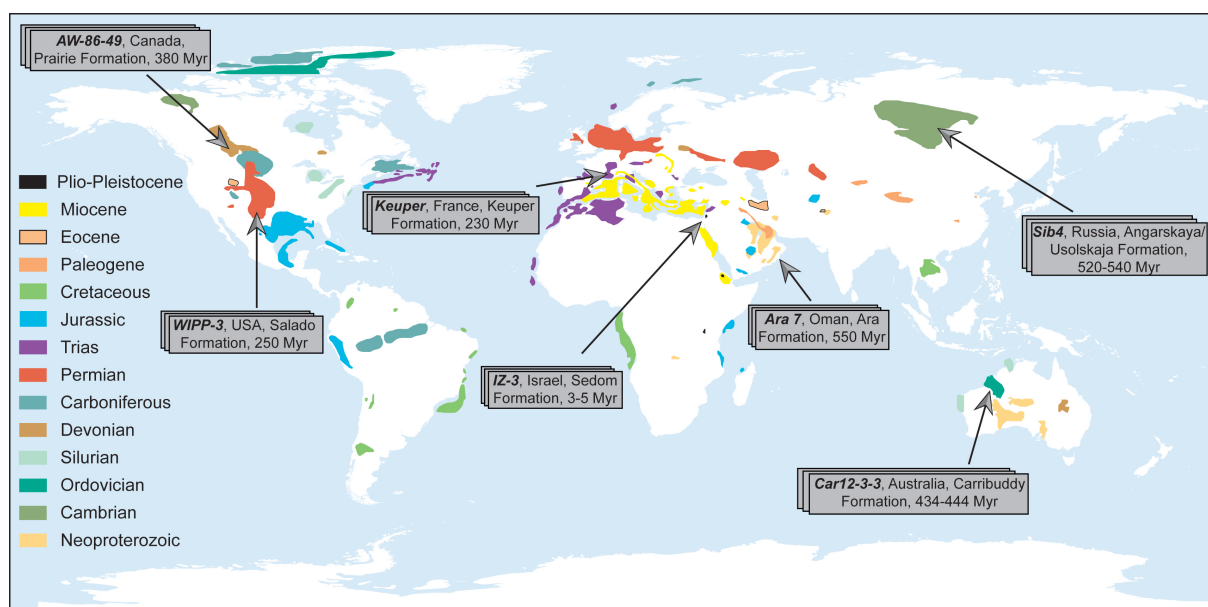 AW-86-49, Canada,
Prairie Formation, 380 Myr
Plio-Pleistocene
Miocene
Eocene
Paleogene
Cretaceous
Jurassic
Trias
Permian
Carboniferous
Devonian
Silurian
Ordovician
Cambrian
Neoproterozoic
Keuper, France, Keuper
Formation, 230 Myr
Sib4, Russia, Angarskaya/
Usolskaja Formation,
520-540 Myr
WIPP-3, USA, Salado
Formation, 250 Myr
Ara 7, Oman, Ara
Formation, 550 Myr
IZ-3, Israel, Sedom
Formation, 3-5 Myr
Car12-3-3, Australia, Carribuddy
Formation, 434-444 Myr